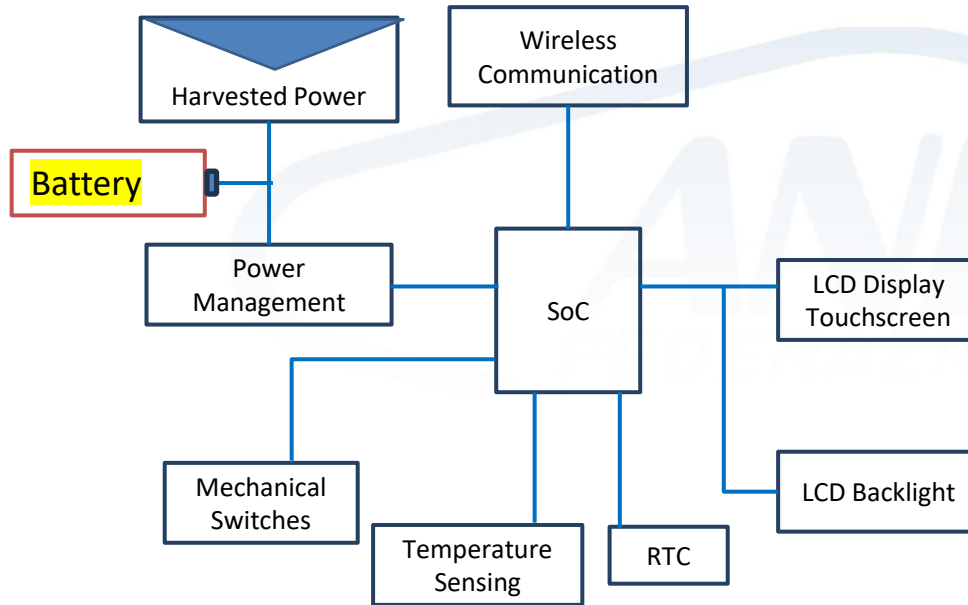 Wireless
Communication
Harvested Power
Battery
Power
Management
SoC
LCD Display
Touchscreen
Mechanical
Switches
LCD Backlight
Temperature
Sensing
RTC